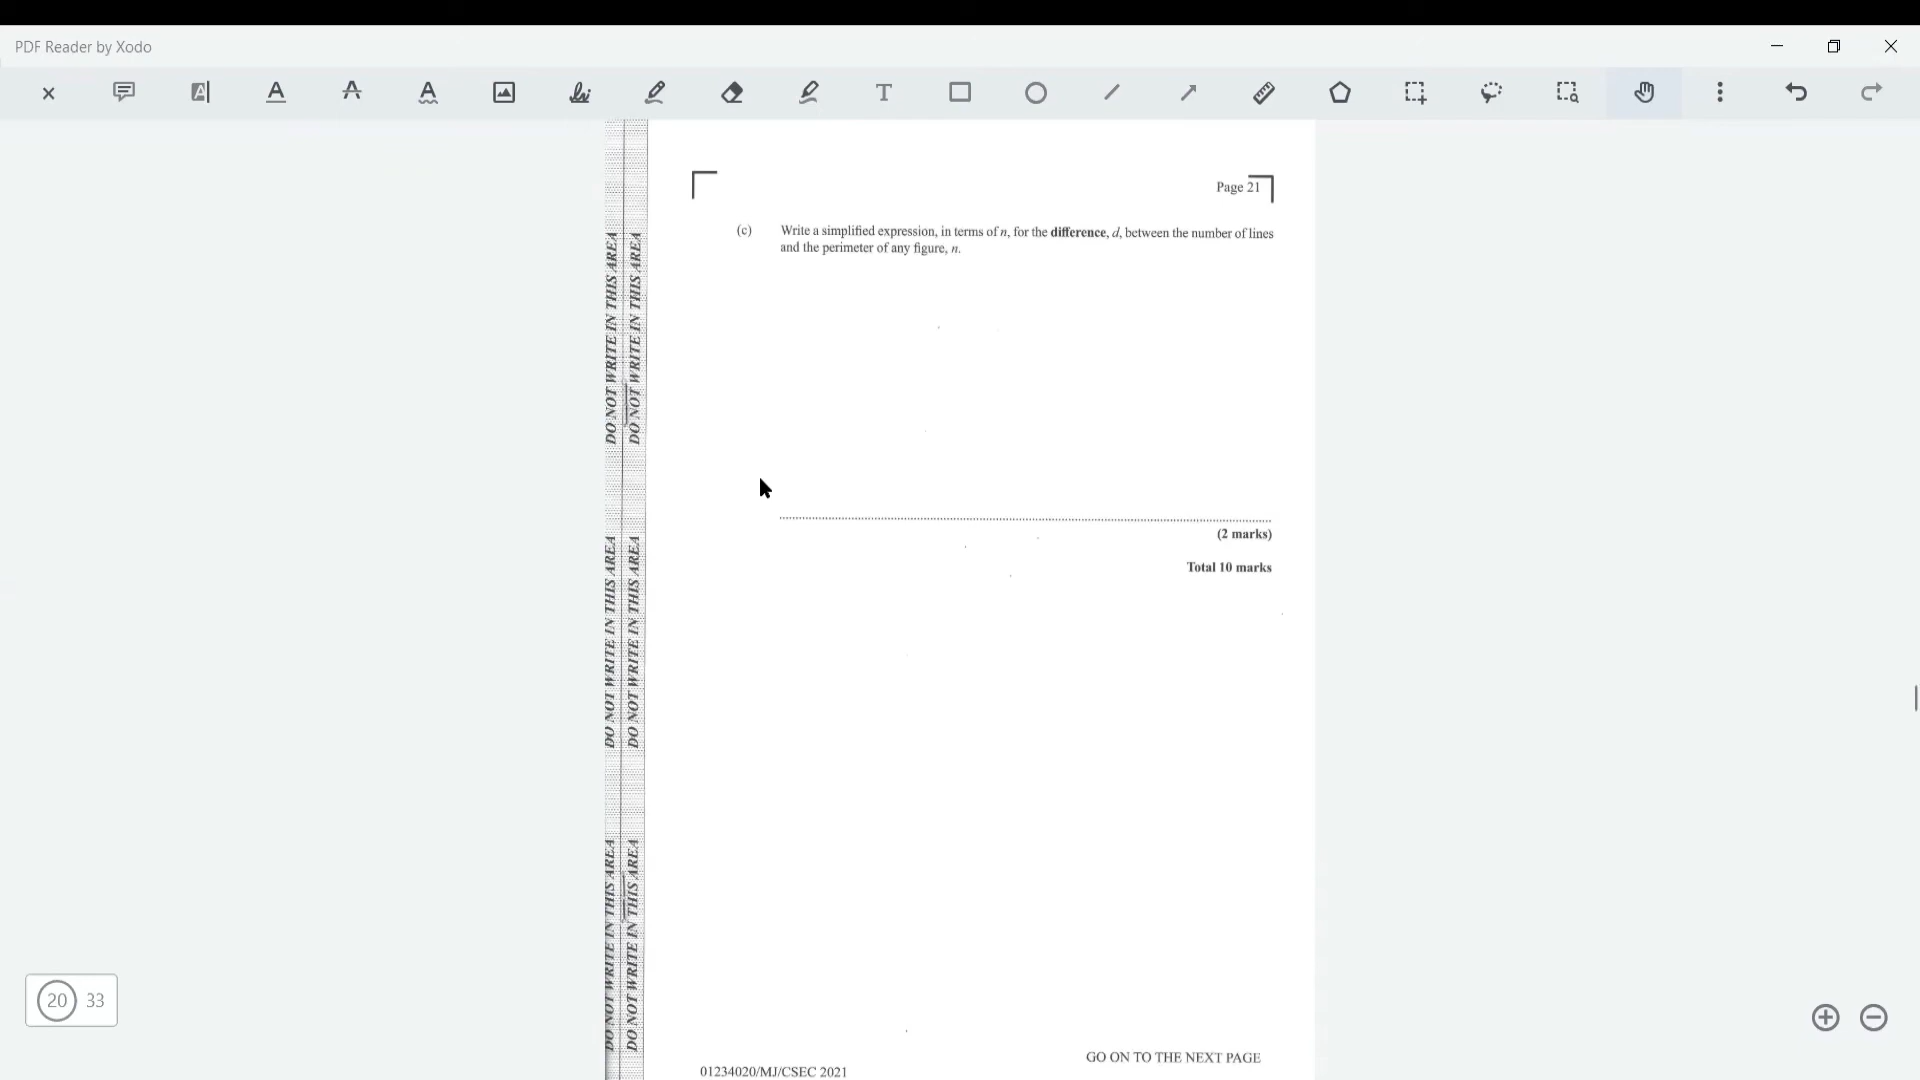 PDF Reader by Xodo
Page 21
(c) Write a simplified expression, in terms of n, for the difference, d, between the number of lines
and the perimeter of any figure, n.
(2 marks)
Total 10 marks
DO NOT WRITE IN THIS AREA
DO NOT WRITE IN THIS AREA
DO NOT WRITE IN THIS AREA
DO NOT WRITE IN THIS AREA
DO NOT WRITE IN THIS AREA
DO NOT WRITE IN THIS AREA
20 33
GO ON TO THE NEXT PAGE
01234020/MJ/CSEC 2021